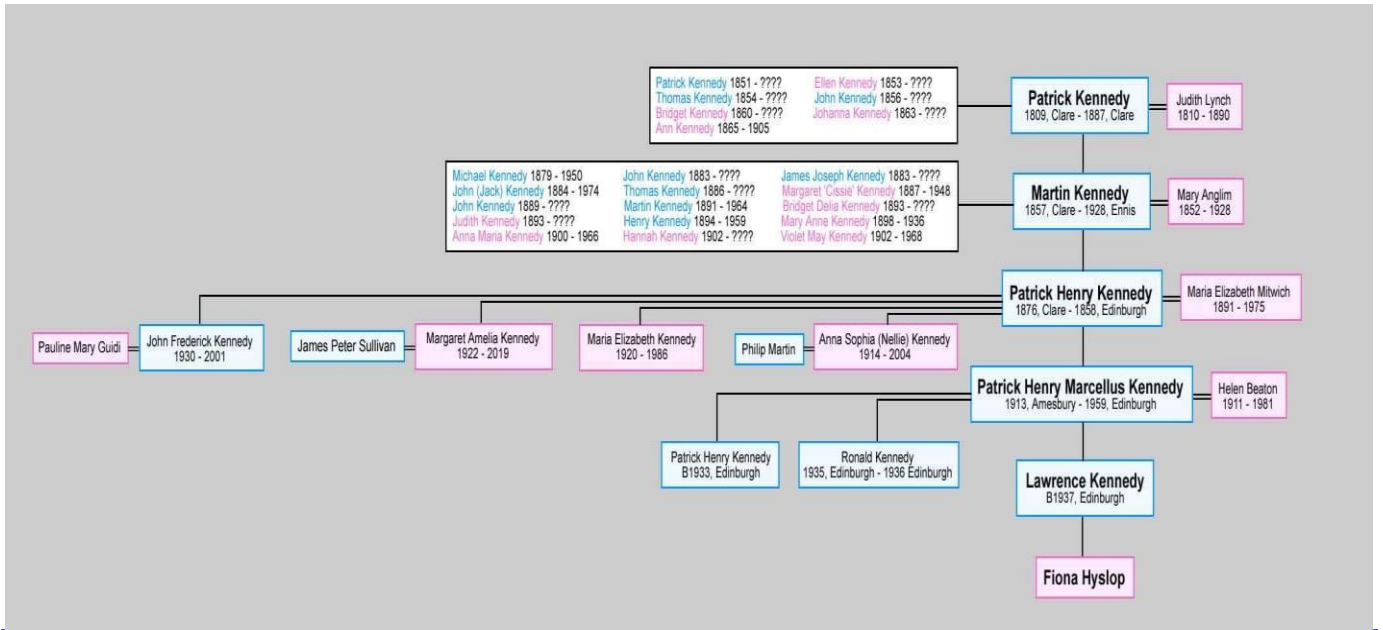 Patrick Kennedy 1851 - ???? Ellen Kennedy 1853 - ????
Thomas Kennedy 1854 - ???? John Kennedy 1856 - ????
Bridget Kennedy 1860 - ???? Johanna Kennedy 1863 - ????
Ann Kennedy 1865 - 1905
Patrick Kennedy
1809, Clare - 1887, Clare
Judith Lynch
1810 - 1890
Michael Kennedy 1879 - 1950 John Kennedy 1883 - ???? James Joseph Kennedy 1883 - ????
John (Jack) Kennedy 1884 - 1974 Thomas Kennedy 1886 - ???? Margaret 'Cissie' Kennedy 1887 - 1948
John Kennedy 1889 - ???? Martin Kennedy 1891 - 1964 Bridget Delia Kennedy 1893 - ????
Judith Kennedy 1893 - ???? Henry Kennedy 1894 - 1959 Mary Anne Kennedy 1898 - 1936
Anna Maria Kennedy 1900 - 1966 Hannah Kennedy 1902 - ???? Violet May Kennedy 1902 - 1968
Martin Kennedy
1857, Clare - 1928, Ennis
Mary Anglim
1852 - 1928
Patrick Henry Kennedy
1876, Clare - 1858, Edinburgh
Maria Elizabeth Mitwich
1891 - 1975
Pauline Mary Guidi
John Frederick Kennedy
1930 - 2001
James Peter Sullivan
Margaret Amelia Kennedy
1922 - 2019
Maria Elizabeth Kennedy
1920 - 1986
Philip Martin
Anna Sophia (Nellie) Kennedy
1914 - 2004
Patrick Henry Marcellus Kennedy
1913, Amesbury - 1959, Edinburgh
Helen Beaton
1911 - 1981
Patrick Henry Kennedy
B1933, Edinburgh
Ronald Kennedy
1935, Edinburgh - 1936 Edinburgh
Lawrence Kennedy
B1937, Edinburgh
Fiona Hyslop